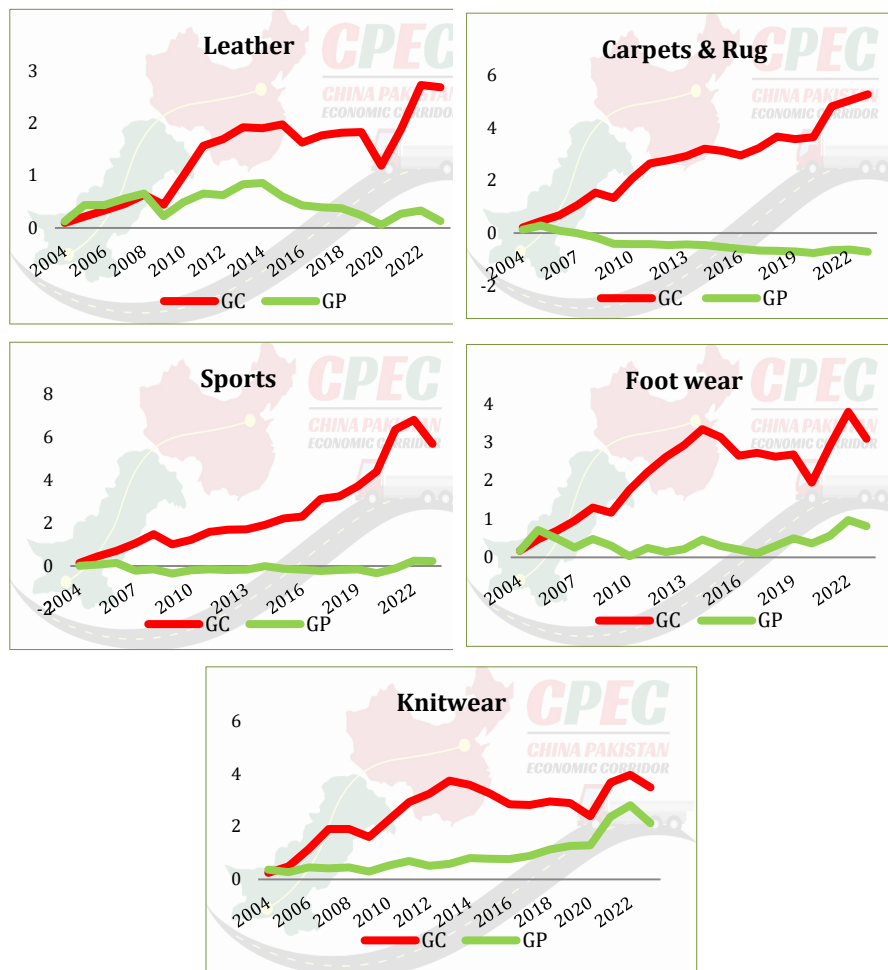 Leather
CPEC
CHINA PAKISTAN
ECONOMIC CORRIDOR
3
2
1
0
2004 2006 2008 2010 2012 2014 2016 2018 2020 2022
GC GP
Carpets & Rug
CPEC
CHINA PAKISTAN
ECONOMIC CORRIDOR
6
4
2
0
-2
2004 2007 2010 2013 2016 2019 2022
GC GP
Sports
CPEC
CHINA PAKISTAN
ECONOMIC CORRIDOR
8
6
4
2
0
-2
2004 2007 2010 2013 2016 2019 2022
GC GP
Foot wear
CPEC
CHINA PAKISTAN
ECONOMIC CORRIDOR
4
3
2
1
0
2004 2007 2010 2013 2016 2019 2022
GC GP
Knitwear
CPEC
CHINA PAKISTAN
ECONOMIC CORRIDOR
6
4
2
0
2004 2006 2008 2010 2012 2014 2016 2018 2020 2022
GC GP